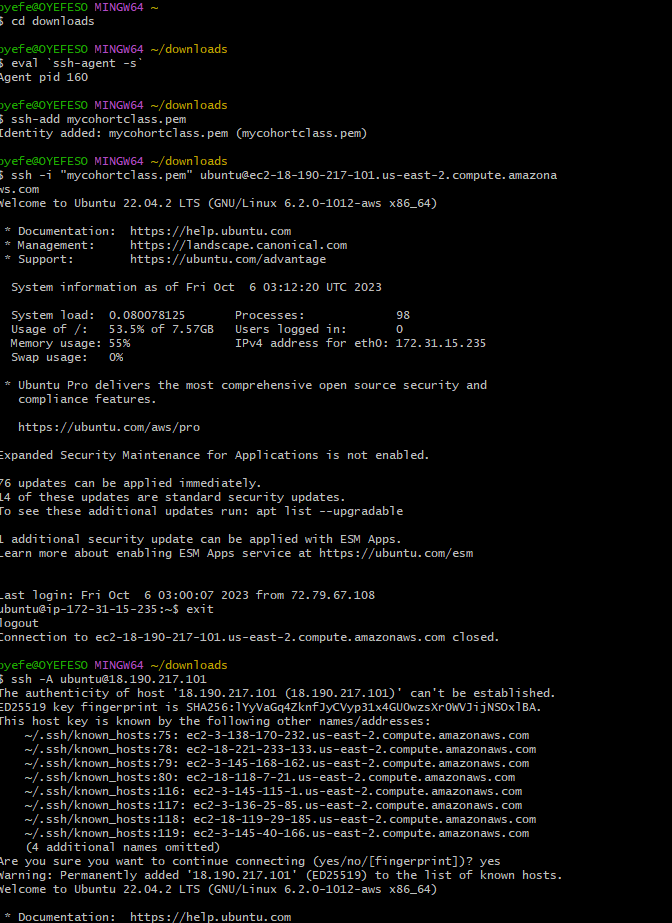 oyefe@OYEFESO MINGW64 ~
$ cd downloads
oyefe@OYEFESO MINGW64 ~/downloads
$ eval `ssh-agent -s`
Agent pid 160
oyefe@OYEFESO MINGW64 ~/downloads
$ ssh-add mycohortclass.pem
Identity added: mycohortclass.pem (mycohortclass.pem)
oyefe@OYEFESO MINGW64 ~/downloads
$ ssh -i "mycohortclass.pem" ubuntu@ec2-18-190-217-101.us-east-2.compute.amazona
ws.com
Welcome to Ubuntu 22.04.2 LTS (GNU/Linux 6.2.0-1012-aws x86_64)
* Documentation:  https://help.ubuntu.com
* Management:     https://landscape.canonical.com
* Support:        https://ubuntu.com/advantage
System information as of Fri Oct  6 03:12:20 UTC 2023
System load:  0.080078125       Processes:             98
Usage of /:   53.5% of 7.57GB   Users logged in:       0
Memory usage: 55%               IPv4 address for eth0: 172.31.15.235
Swap usage:   0%
* Ubuntu Pro delivers the most comprehensive open source security and
compliance features.
https://ubuntu.com/aws/pro
Expanded Security Maintenance for Applications is not enabled.
76 updates can be applied immediately.
14 of these updates are standard security updates.
To see these additional updates run: apt list --upgradable
1 additional security update can be applied with ESM Apps.
Learn more about enabling ESM Apps service at https://ubuntu.com/esm
Last login: Fri Oct  6 03:00:07 2023 from 72.79.67.108
ubuntu@ip-172-31-15-235:~$ exit
logout
Connection to ec2-18-190-217-101.us-east-2.compute.amazonaws.com closed.
oyefe@OYEFESO MINGW64 ~/downloads
$ ssh -A ubuntu@18.190.217.101
The authenticity of host '18.190.217.101 (18.190.217.101)' can't be established.
ED25519 key fingerprint is SHA256:lYyVaGq4ZknfJyCVyp31x4GUOwzsXrOWVJijNSOxlBA.
This host key is known by the following other names/addresses:
~/.ssh/known_hosts:75: ec2-3-138-170-232.us-east-2.compute.amazonaws.com
~/.ssh/known_hosts:78: ec2-18-221-233-133.us-east-2.compute.amazonaws.com
~/.ssh/known_hosts:79: ec2-3-145-168-162.us-east-2.compute.amazonaws.com
~/.ssh/known_hosts:80: ec2-18-118-7-21.us-east-2.compute.amazonaws.com
~/.ssh/known_hosts:116: ec2-3-145-115-1.us-east-2.compute.amazonaws.com
~/.ssh/known_hosts:117: ec2-3-136-25-85.us-east-2.compute.amazonaws.com
~/.ssh/known_hosts:118: ec2-18-119-29-185.us-east-2.compute.amazonaws.com
~/.ssh/known_hosts:119: ec2-3-145-40-166.us-east-2.compute.amazonaws.com
(4 additional names omitted)
Are you sure you want to continue connecting (yes/no/[fingerprint])? yes
Warning: Permanently added '18.190.217.101' (ED25519) to the list of known hosts.
Welcome to Ubuntu 22.04.2 LTS (GNU/Linux 6.2.0-1012-aws x86_64)
* Documentation:  https://help.ubuntu.com